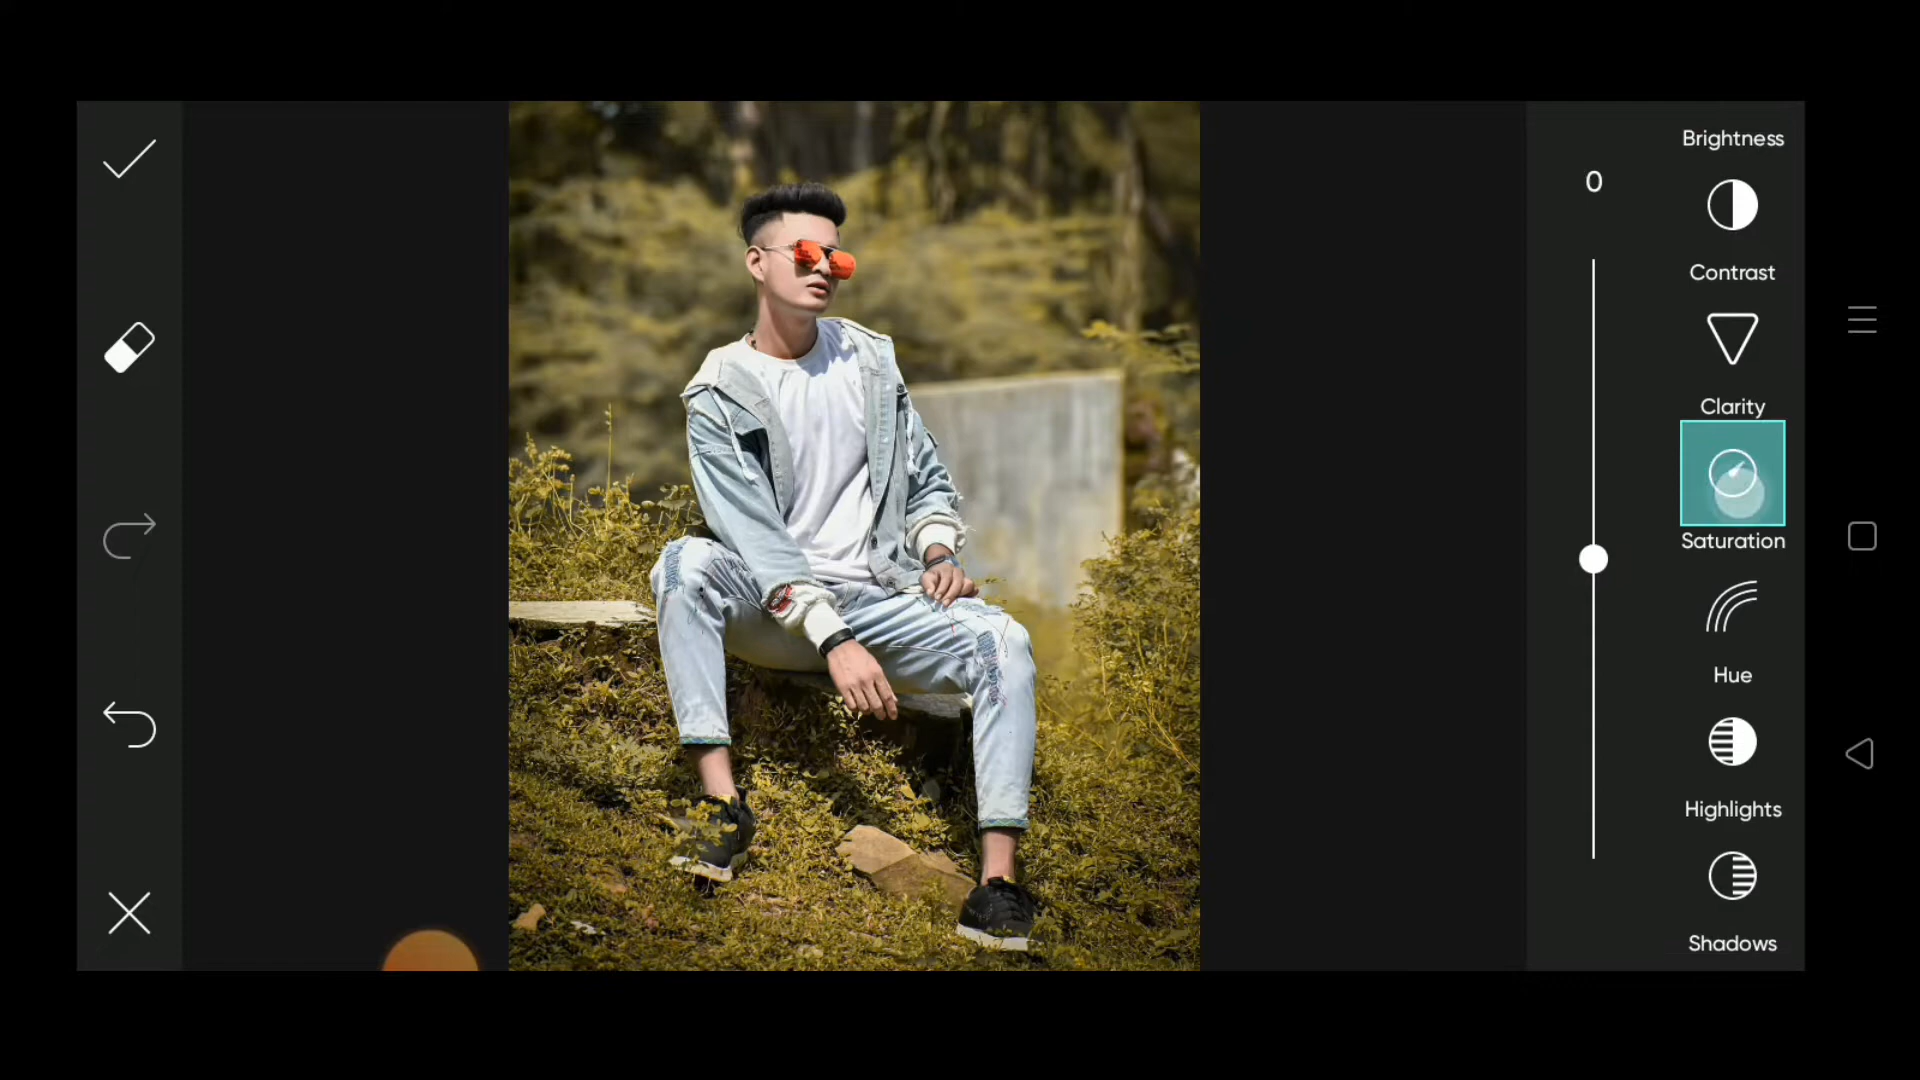 Brightness
0
Contrast
Clarity
Saturation
Hue
Highlights
Shadows